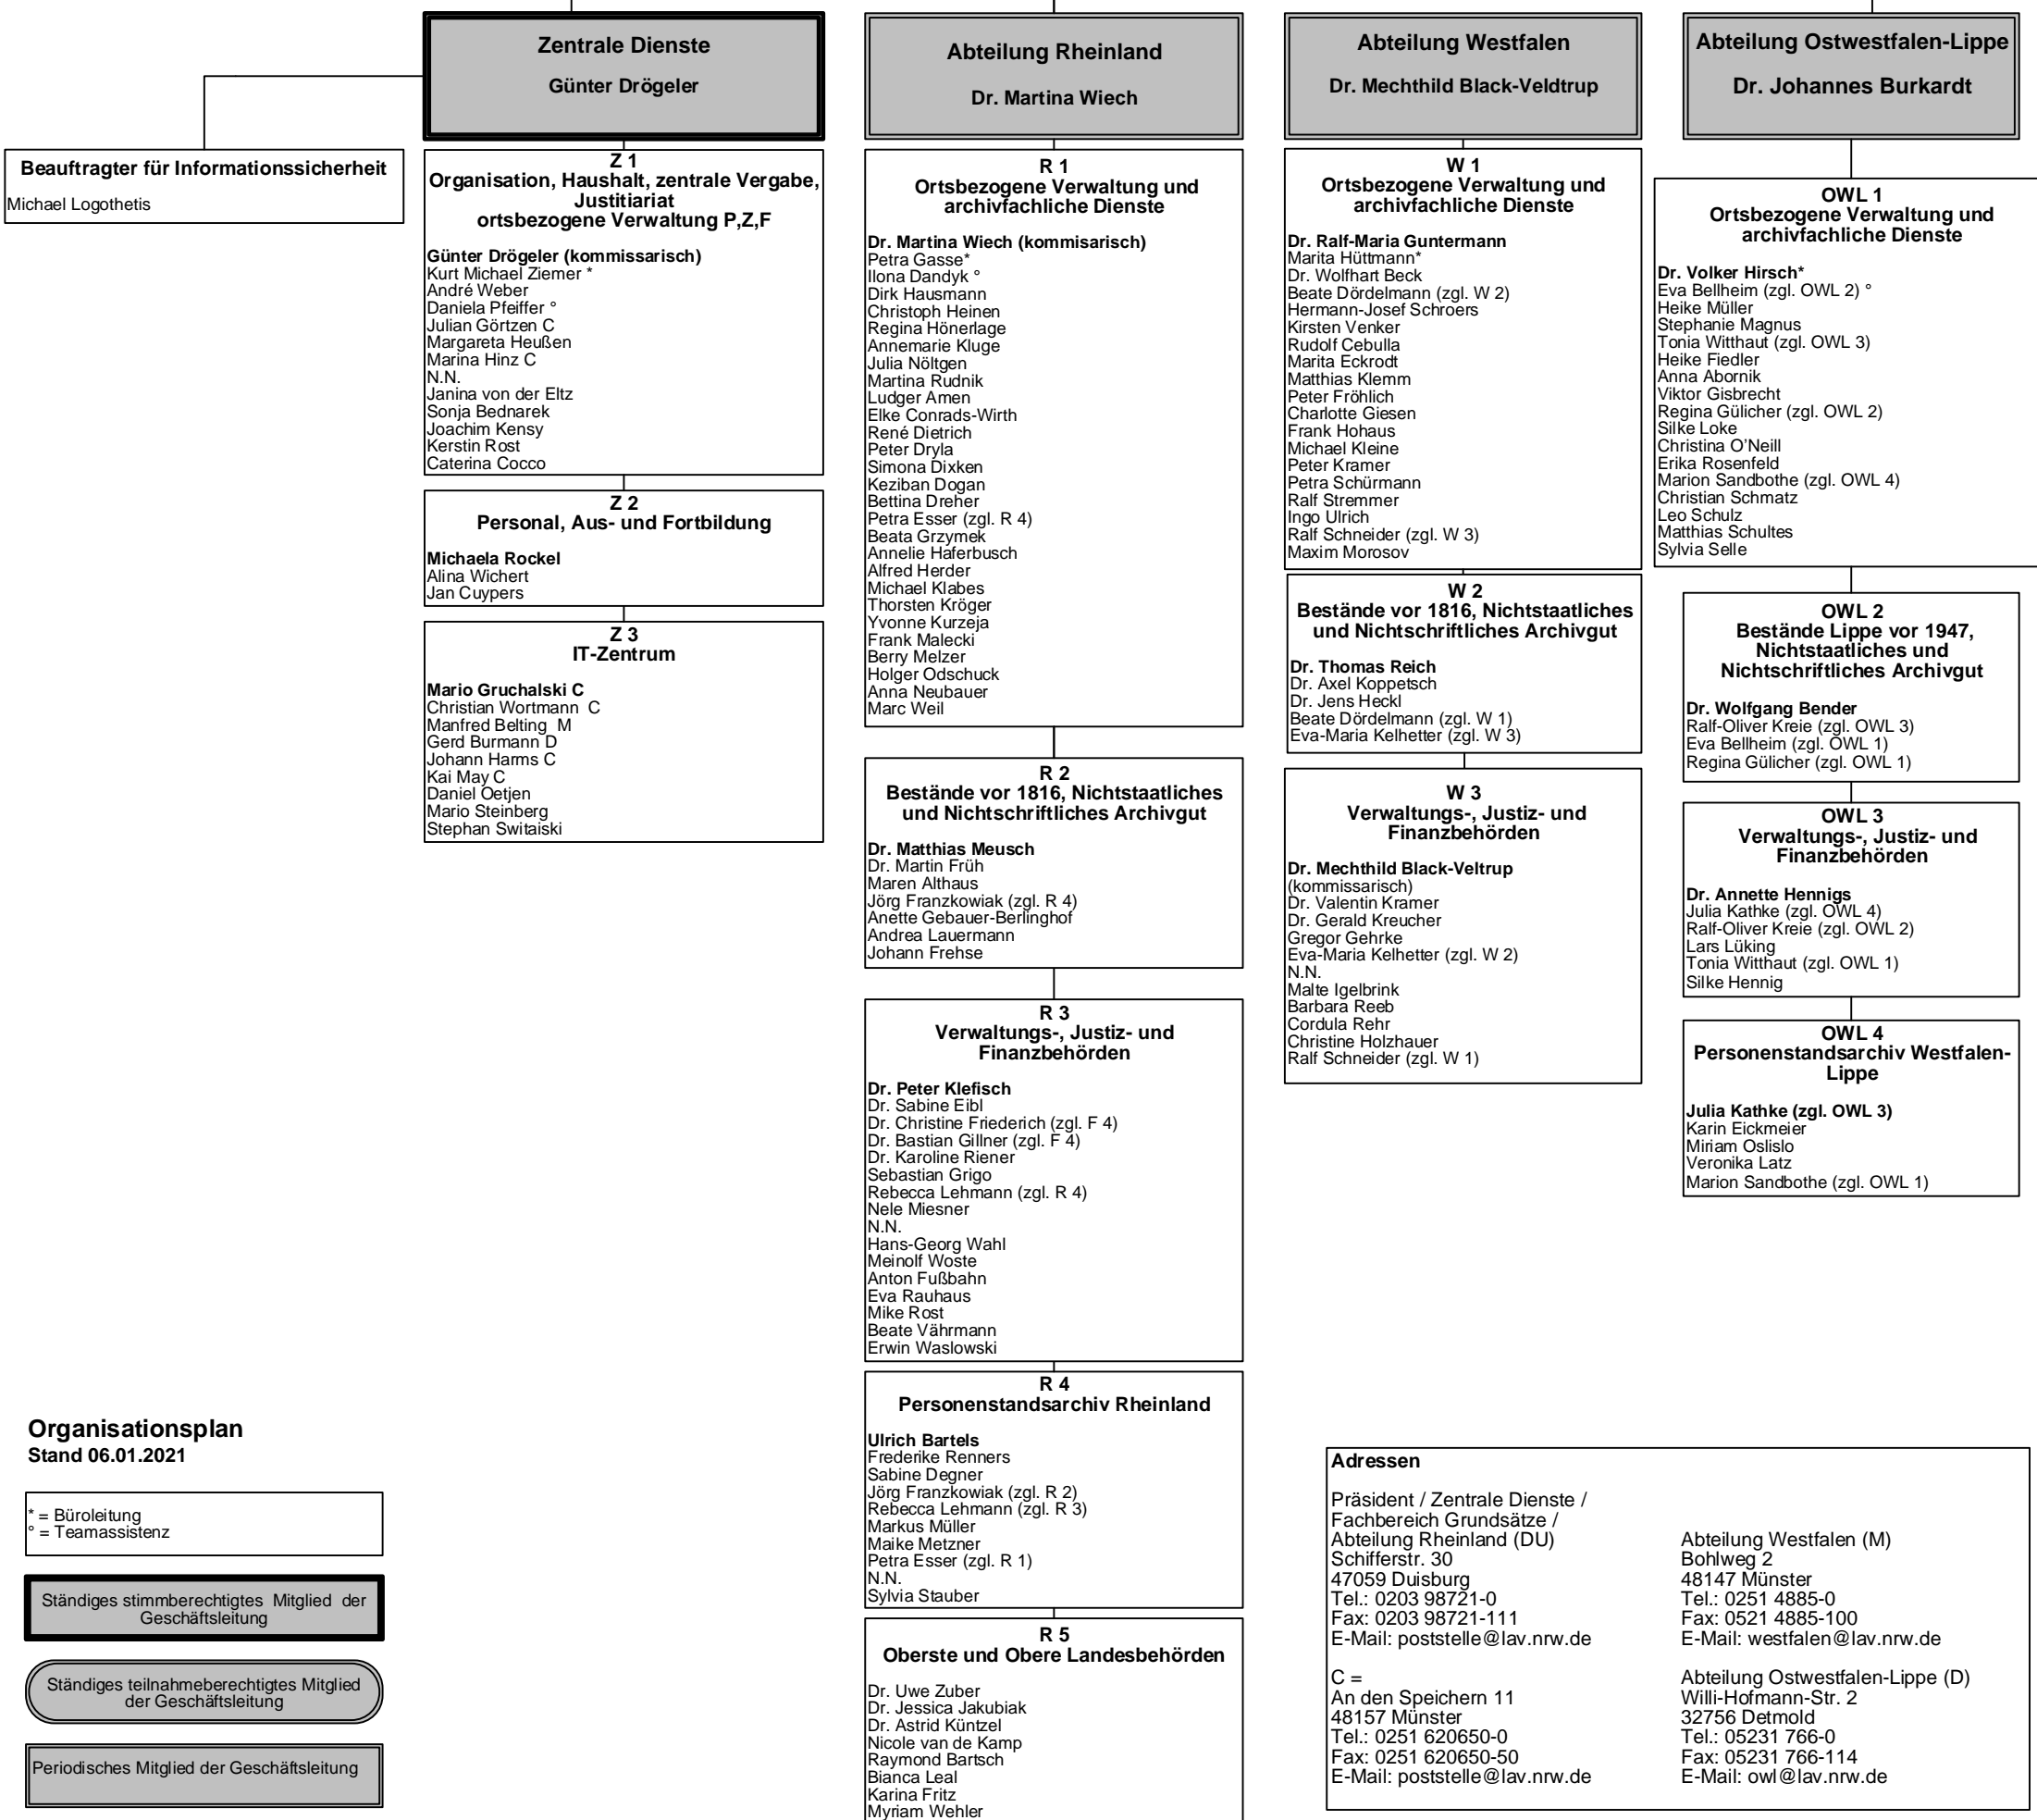 Zentrale Dienste
Günter Drögeler
Beauftragter für Informationssicherheit
Michael Logothetis
Z 1
Organisation, Haushalt, zentrale Vergabe,
Justitiariat
ortsbezogene Verwaltung P,Z,F
Günter Drögeler (kommissarisch)
Kurt Michael Ziemer *
André Weber
Daniela Pfeiffer °
Julian Görtzen C
Margareta Heußen
Marina Hinz C
N.N.
Janina von der Eltz
Sonja Bednarek
Joachim Kensy
Kerstin Rost
Caterina Cocco
Z 2
Personal, Aus- und Fortbildung
Michaela Rockel
Alina Wichert
Jan Cuypers
Z 3
IT-Zentrum
Mario Gruchalski C
Christian Wortmann  C
Manfred Belting  M
Gerd Burmann D
Johann Harms C
Kai May C
Daniel Oetjen
Mario Steinberg
Stephan Switaiski
Abteilung Rheinland
Dr. Martina Wiech
R 1
Ortsbezogene Verwaltung und
archivfachliche Dienste
Dr. Martina Wiech (kommisarisch)
Petra Gasse*
Ilona Dandyk °
Dirk Hausmann
Christoph Heinen
Regina Hönerlage
Annemarie Kluge
Julia Nöltgen
Martina Rudnik
Ludger Amen
Elke Conrads-Wirth
René Dietrich
Peter Dryla
Simona Dixken
Keziban Dogan
Bettina Dreher
Petra Esser (zgl. R 4)
Beata Grzymek
Annelie Haferbusch
Alfred Herder
Michael Klabes
Thorsten Kröger
Yvonne Kurzeja
Frank Malecki
Berry Melzer
Holger Odschuck
Anna Neubauer
Marc Weil
R 2
Bestände vor 1816, Nichtstaatliches
und Nichtschriftliches Archivgut
Dr. Matthias Meusch
Dr. Martin Früh
Maren Althaus
Jörg Franzkowiak (zgl. R 4)
Anette Gebauer-Berlinghof
Andrea Lauermann
Johann Frehse
R 3
Verwaltungs-, Justiz- und
Finanzbehörden
Dr. Peter Klefisch
Dr. Sabine Eibl
Dr. Christine Friederich (zgl. F 4)
Dr. Bastian Gillner (zgl. F 4)
Dr. Karoline Riener
Sebastian Grigo
Rebecca Lehmann (zgl. R 4)
Nele Miesner
N.N.
Hans-Georg Wahl
Meinolf Woste
Anton Fußbahn
Eva Rauhaus
Mike Rost
Beate Vährmann
Erwin Waslowski
R 4
Personenstandsarchiv Rheinland
Ulrich Bartels
Frederike Renners
Sabine Degner
Jörg Franzkowiak (zgl. R 2)
Rebecca Lehmann (zgl. R 3)
Markus Müller
Maike Metzner
Petra Esser (zgl. R 1)
N.N.
Sylvia Stauber
R 5
Oberste und Obere Landesbehörden
Dr. Uwe Zuber
Dr. Jessica Jakubiak
Dr. Astrid Küntzel
Nicole van de Kamp
Raymond Bartsch
Bianca Leal
Karina Fritz
Myriam Wehler
Abteilung Westfalen
Dr. Mechthild Black-Veldtrup
W 1
Ortsbezogene Verwaltung und
archivfachliche Dienste
Dr. Ralf-Maria Guntermann
Marita Hüttmann*
Dr. Wolfhart Beck
Beate Dördelmann (zgl. W 2)
Hermann-Josef Schroers
Kirsten Venker
Rudolf Cebulla
Marita Eckrodt
Matthias Klemm
Peter Fröhlich
Charlotte Giesen
Frank Hohaus
Michael Kleine
Peter Kramer
Petra Schürmann
Ralf Stremmer
Ingo Ulrich
Ralf Schneider (zgl. W 3)
Maxim Morosov
W 2
Bestände vor 1816, Nichtstaatliches
und Nichtschriftliches Archivgut
Dr. Thomas Reich
Dr. Axel Koppetsch
Dr. Jens Heckl
Beate Dördelmann (zgl. W 1)
Eva-Maria Kelhetter (zgl. W 3)
W 3
Verwaltungs-, Justiz- und
Finanzbehörden
Dr. Mechthild Black-Veltrup
(kommissarisch)
Dr. Valentin Kramer
Dr. Gerald Kreucher
Gregor Gehrke
Eva-Maria Kelhetter (zgl. W 2)
N.N.
Malte Igelbrink
Barbara Reeb
Cordula Rehr
Christine Holzhauer
Ralf Schneider (zgl. W 1)
Abteilung Ostwestfalen-Lippe
Dr. Johannes Burkardt
OWL 1
Ortsbezogene Verwaltung und
archivfachliche Dienste
Dr. Volker Hirsch*
Eva Bellheim (zgl. OWL 2) °
Heike Müller
Stephanie Magnus
Tonia Witthaut (zgl. OWL 3)
Heike Fiedler
Anna Abornik
Viktor Gisbrecht
Regina Gülicher (zgl. OWL 2)
Silke Loke
Christina O’Neill
Erika Rosenfeld
Marion Sandbothe (zgl. OWL 4)
Christian Schmatz
Leo Schulz
Matthias Schultes
Sylvia Selle
OWL 2
Bestände Lippe vor 1947,
Nichtstaatliches und
Nichtschriftliches Archivgut
Dr. Wolfgang Bender
Ralf-Oliver Kreie (zgl. OWL 3)
Eva Bellheim (zgl. OWL 1)
Regina Gülicher (zgl. OWL 1)
OWL 3
Verwaltungs-, Justiz- und
Finanzbehörden
Dr. Annette Hennigs
Julia Kathke (zgl. OWL 4)
Ralf-Oliver Kreie (zgl. OWL 2)
Lars Lüking
Tonia Witthaut (zgl. OWL 1)
Silke Hennig
OWL 4
Personenstandsarchiv Westfalen-
Lippe
Julia Kathke (zgl. OWL 3)
Karin Eickmeier
Miriam Oslislo
Veronika Latz
Marion Sandbothe (zgl. OWL 1)
Organisationsplan
Stand 06.01.2021
* = Büroleitung
° = Teamassistenz
Ständiges stimmberechtigtes  Mitglied  der
Geschäftsleitung
Ständiges teilnahmeberechtigtes Mitglied
der Geschäftsleitung
Periodisches Mitglied der Geschäftsleitung
Adressen
Präsident / Zentrale Dienste /
Fachbereich Grundsätze /
Abteilung Rheinland (DU)
Schifferstr. 30
47059 Duisburg
Tel.: 0203 98721-0
Fax: 0203 98721-111
E-Mail: poststelle@lav.nrw.de
C =
An den Speichern 11
48157 Münster
Tel.: 0251 620650-0
Fax: 0251 620650-50
E-Mail: poststelle@lav.nrw.de
Abteilung Westfalen (M)
Bohlweg 2
48147 Münster
Tel.: 0251 4885-0
Fax: 0521 4885-100
E-Mail: westfalen@lav.nrw.de
Abteilung Ostwestfalen-Lippe (D)
Willi-Hofmann-Str. 2
32756 Detmold
Tel.: 05231 766-0
Fax: 05231 766-114
E-Mail: owl@lav.nrw.de